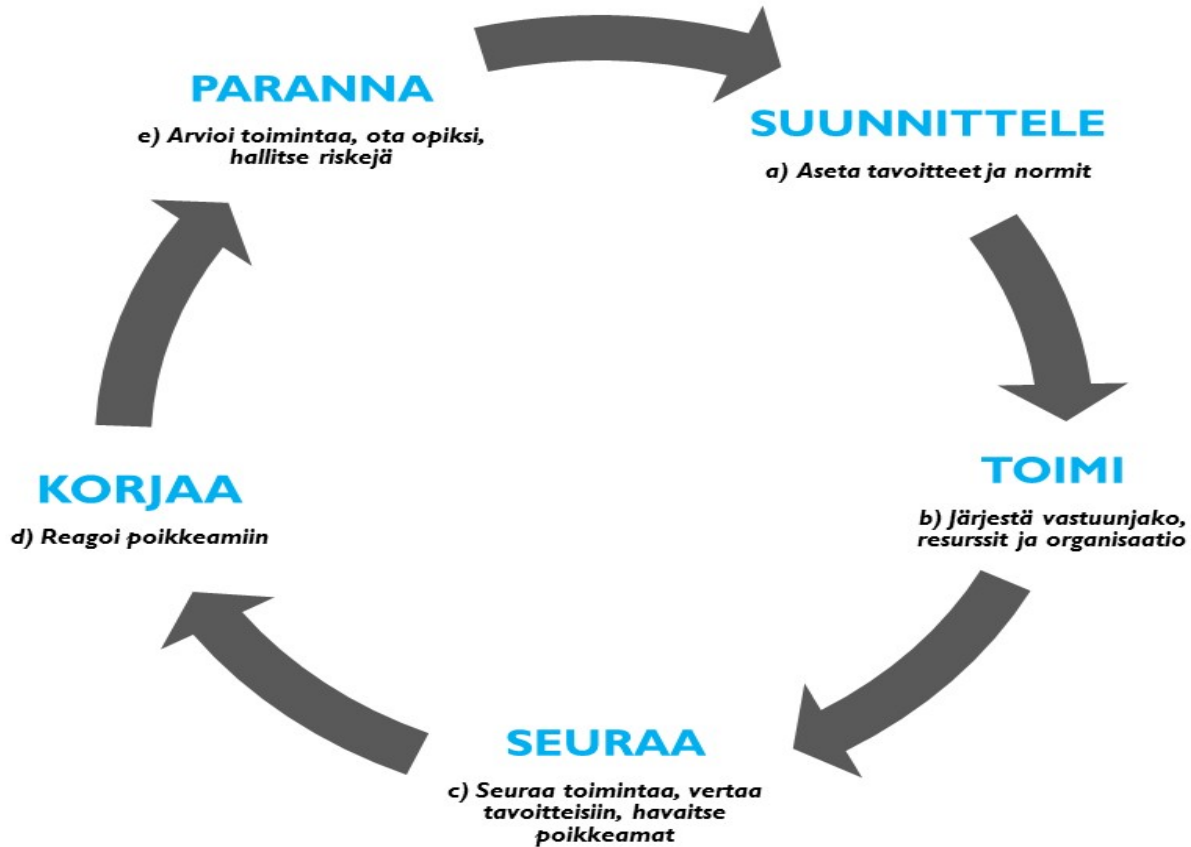 PARANNA
e) Arvioi toimintaa, ota opiksi,
hallitse riskejä
SUUNNITTELE
a) Aseta tavoitteet ja normit
TOIMI
b) Järjestä vastuunjako,
resurssit ja organisaatio
KORJAA
d) Reagoi poikkeamiin
SEURAA
c) Seuraa toimintaa, vertaa
tavoitteisiin, havaitse
poikkeamat